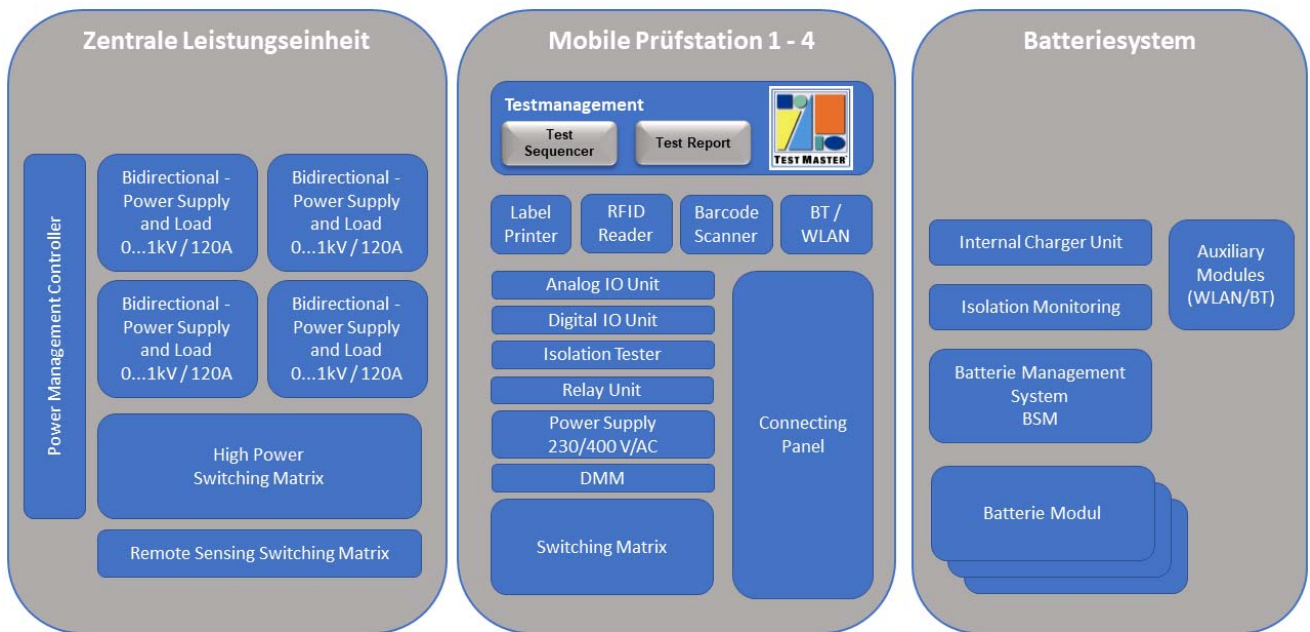 Zentrale Leistungseinheit
Power Management Controller
Bidirectional -
Power Supply
and Load
0...1kV / 120A
Bidirectional -
Power Supply
and Load
0...1kV / 120A
Bidirectional -
Power Supply
and Load
0...1kV / 120A
Bidirectional -
Power Supply
and Load
0...1kV / 120A
High Power
Switching Matrix
Remote Sensing Switching Matrix
Mobile Prüfstation 1 - 4
Testmanagement
Test
Sequencer
Test Report
TEST MASTER
Label
Printer
RFID
Reader
Barcode
Scanner
BT /
WLAN
Analog IO Unit
Digital IO Unit
Isolation Tester
Relay Unit
Power Supply
230/400 V/AC
DMM
Switching Matrix
Connecting
Panel
Batteriesystem
Internal Charger Unit
Isolation Monitoring
Batterie Management
System
BSM
Batterie Modul
Auxiliary
Modules
(WLAN/BT)